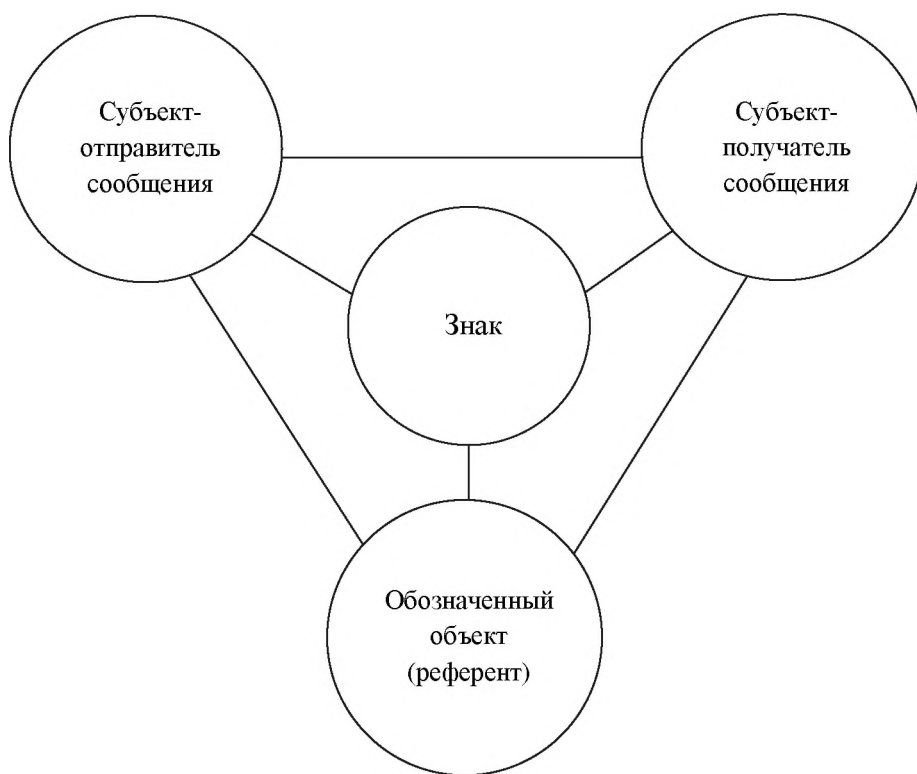 Субъект-
отправитель
сообщения
Субъект-
получатель
сообщения
Знак
Обозначенный
объект
(референт)